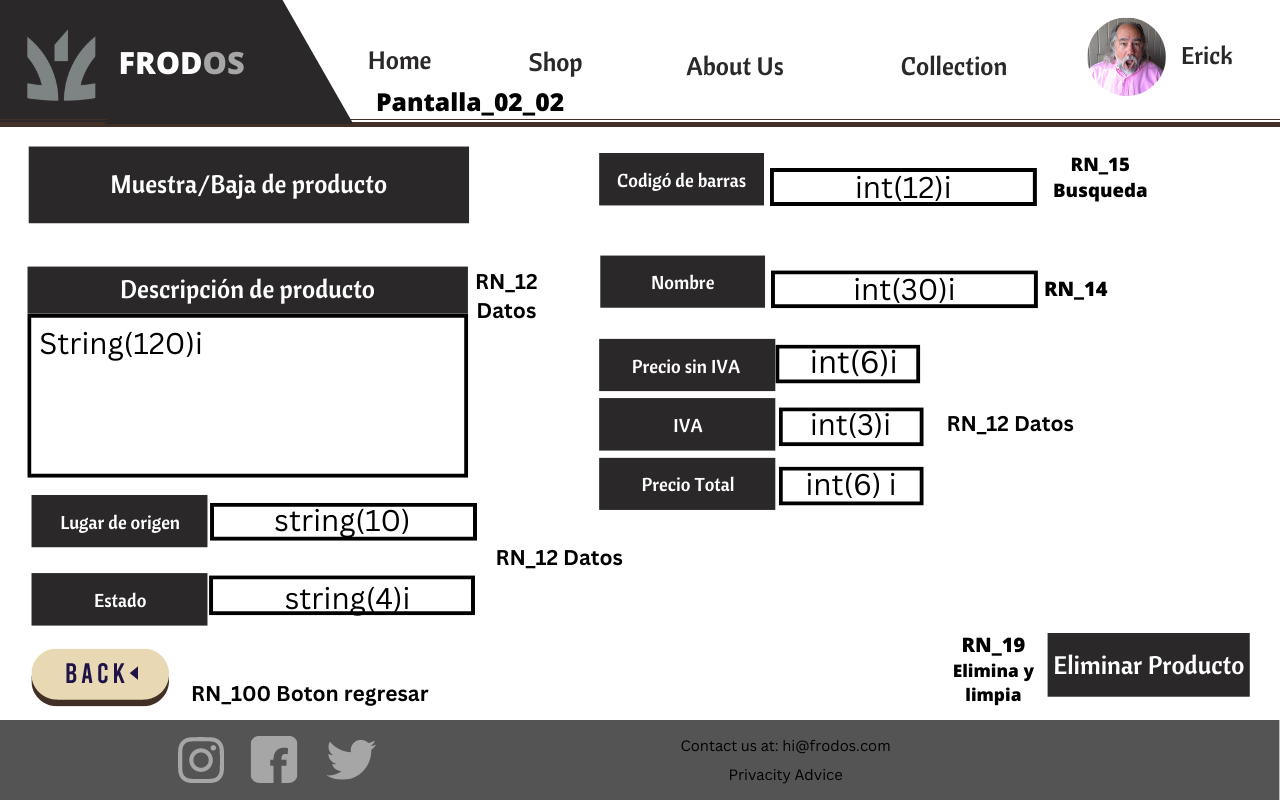 FRODOS
Home
Shop
About Us
Collection
Erick
Pantalla_02_02
Muestra/Baja de producto
Codigó de barras
int(12)i
RN_15
Busqueda
Descripción de producto
RN_12
Datos
String(120)i
Nombre
int(30)i
RN_14
Precio sin IVA
int(6)i
IVA
int(3)i
RN_12 Datos
Precio Total
int(6) i
Lugar de origen
string(10)
RN_12 Datos
Estado
string(4)i
BACK
RN_100 Boton regresar
RN_19
Elimina y
limpia
Eliminar Producto
Contact us at: hi@frodos.com
Privacity Advice